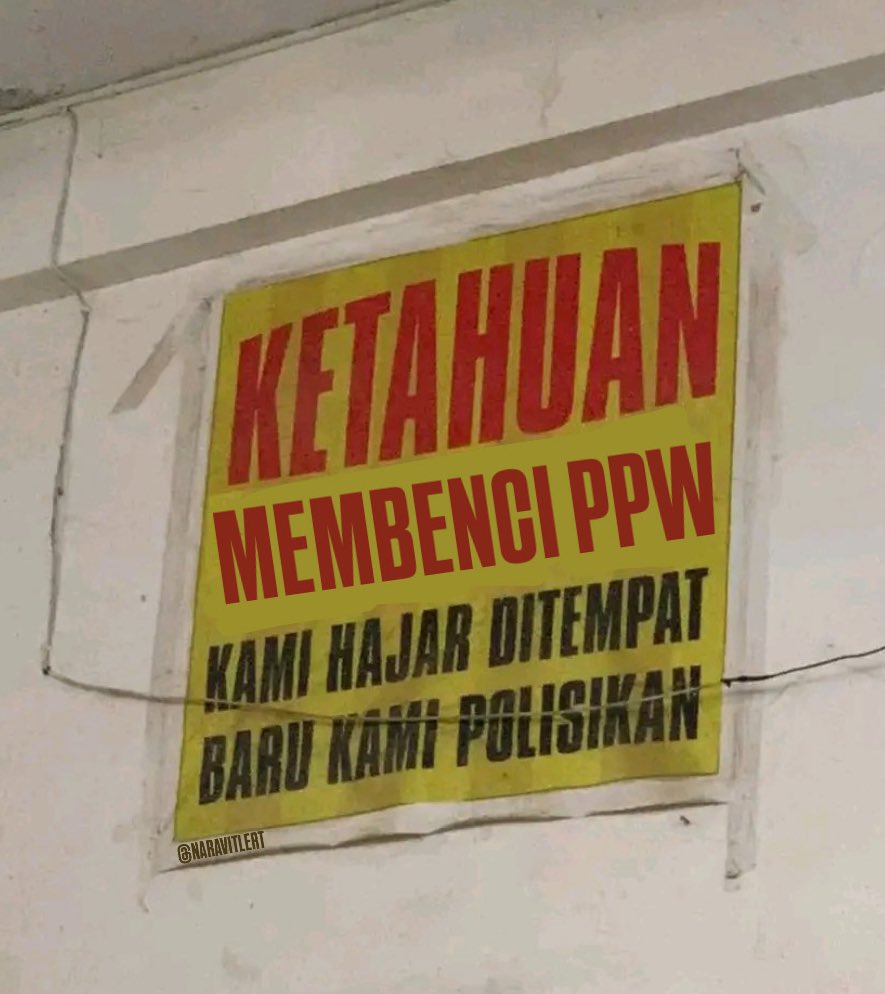 KETAHUAN
MEMBENCI PPW
KAMI HAJAR DITEMPAT
BARU KAMI POLISIKAN
@NARAVITLERT